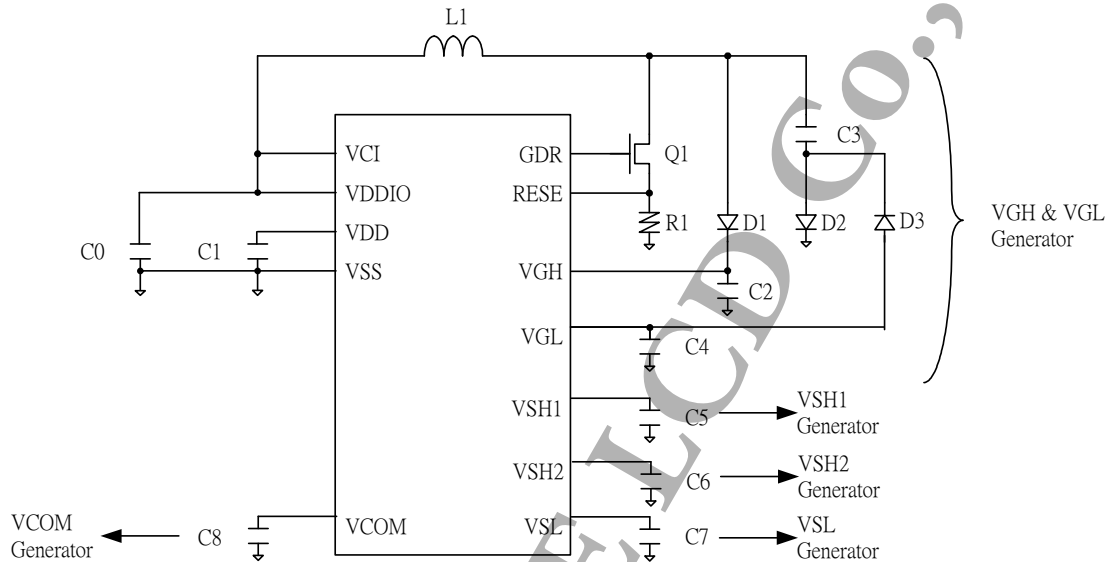 L1
C3
VCI
GDR
Q1
VDDIO
RESE
C0
C1
VDD
R1
D1
D2
D3
VGH & VGL
Generator
VSS
VGH
C2
VGL
C4
VSH1
C5
VSH1
Generator
VSH2
C6
VSH2
Generator
VCOM
Generator
C8
VCOM
VSL
C7
VSL
Generator
E LCD Co.,